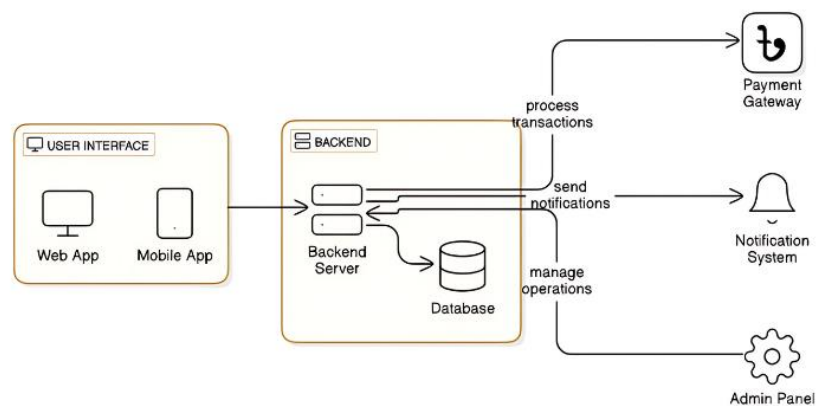 process
transactions
Payment
Gateway
USER INTERFACE
Web App
Mobile App
BACKEND
Backend
Server
Database
send
notifications
Notification
System
manage
operations
Admin Panel